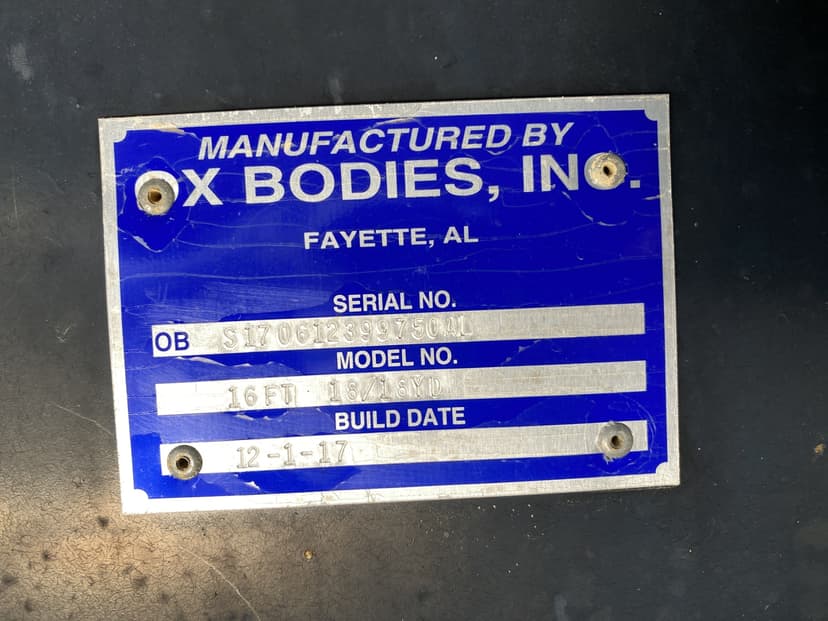 MANUFACTURED BY
OX BODIES, INC.
FAYETTE, AL
SERIAL NO.
OB S170612399750AL
MODEL NO.
16FT 18/18YD
BUILD DATE
12-1-17